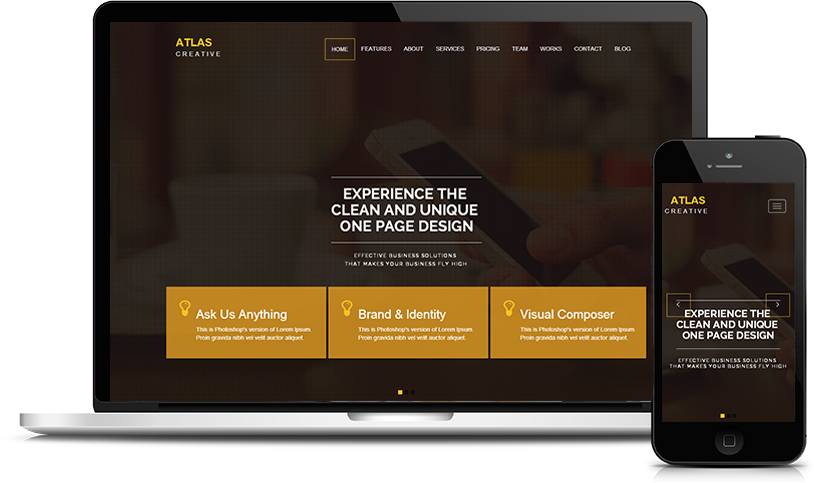 ATLAS
CREATIVE
HOME FEATURES ABOUT SERVICES PRICING TEAM WORKS CONTACT BLOG
EXPERIENCE THE
CLEAN AND UNIQUE
ONE PAGE DESIGN
EFFECTIVE BUSINESS SOLUTIONS
THAT MAKES YOUR BUSINESS FLY HIGH
Ask Us Anything
This is Photoshop's version of Lorem Ipsum.
Proin gravida nibh vel velit auctor aliquet.
Brand & Identity
This is Photoshop's version of Lorem Ipsum.
Proin gravida nibh vel velit auctor aliquet.
Visual Composer
This is Photoshop's version of Lorem Ipsum.
Proin gravida nibh vel velit auctor aliquet.
ATLAS
CREATIVE
EXPERIENCE THE
CLEAN AND UNIQUE
ONE PAGE DESIGN
EFFECTIVE BUSINESS SOLUTIONS
THAT MAKES YOUR BUSINESS FLY HIGH